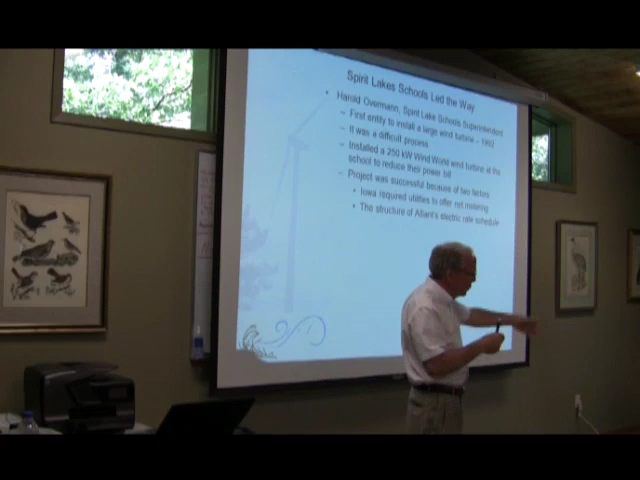 Spirit Lakes Schools Led the Way
• Harold Overmann, Spirit Lake Schools Superintendent
– First entity to install a large wind turbine – 1992
– It was a difficult process
– Installed a 250 kW Wind World wind turbine at the
school to reduce their power bill
– Project was successful because of two factors
• Iowa required utilities to offer net metering
• The structure of Alliant's electric rate schedule